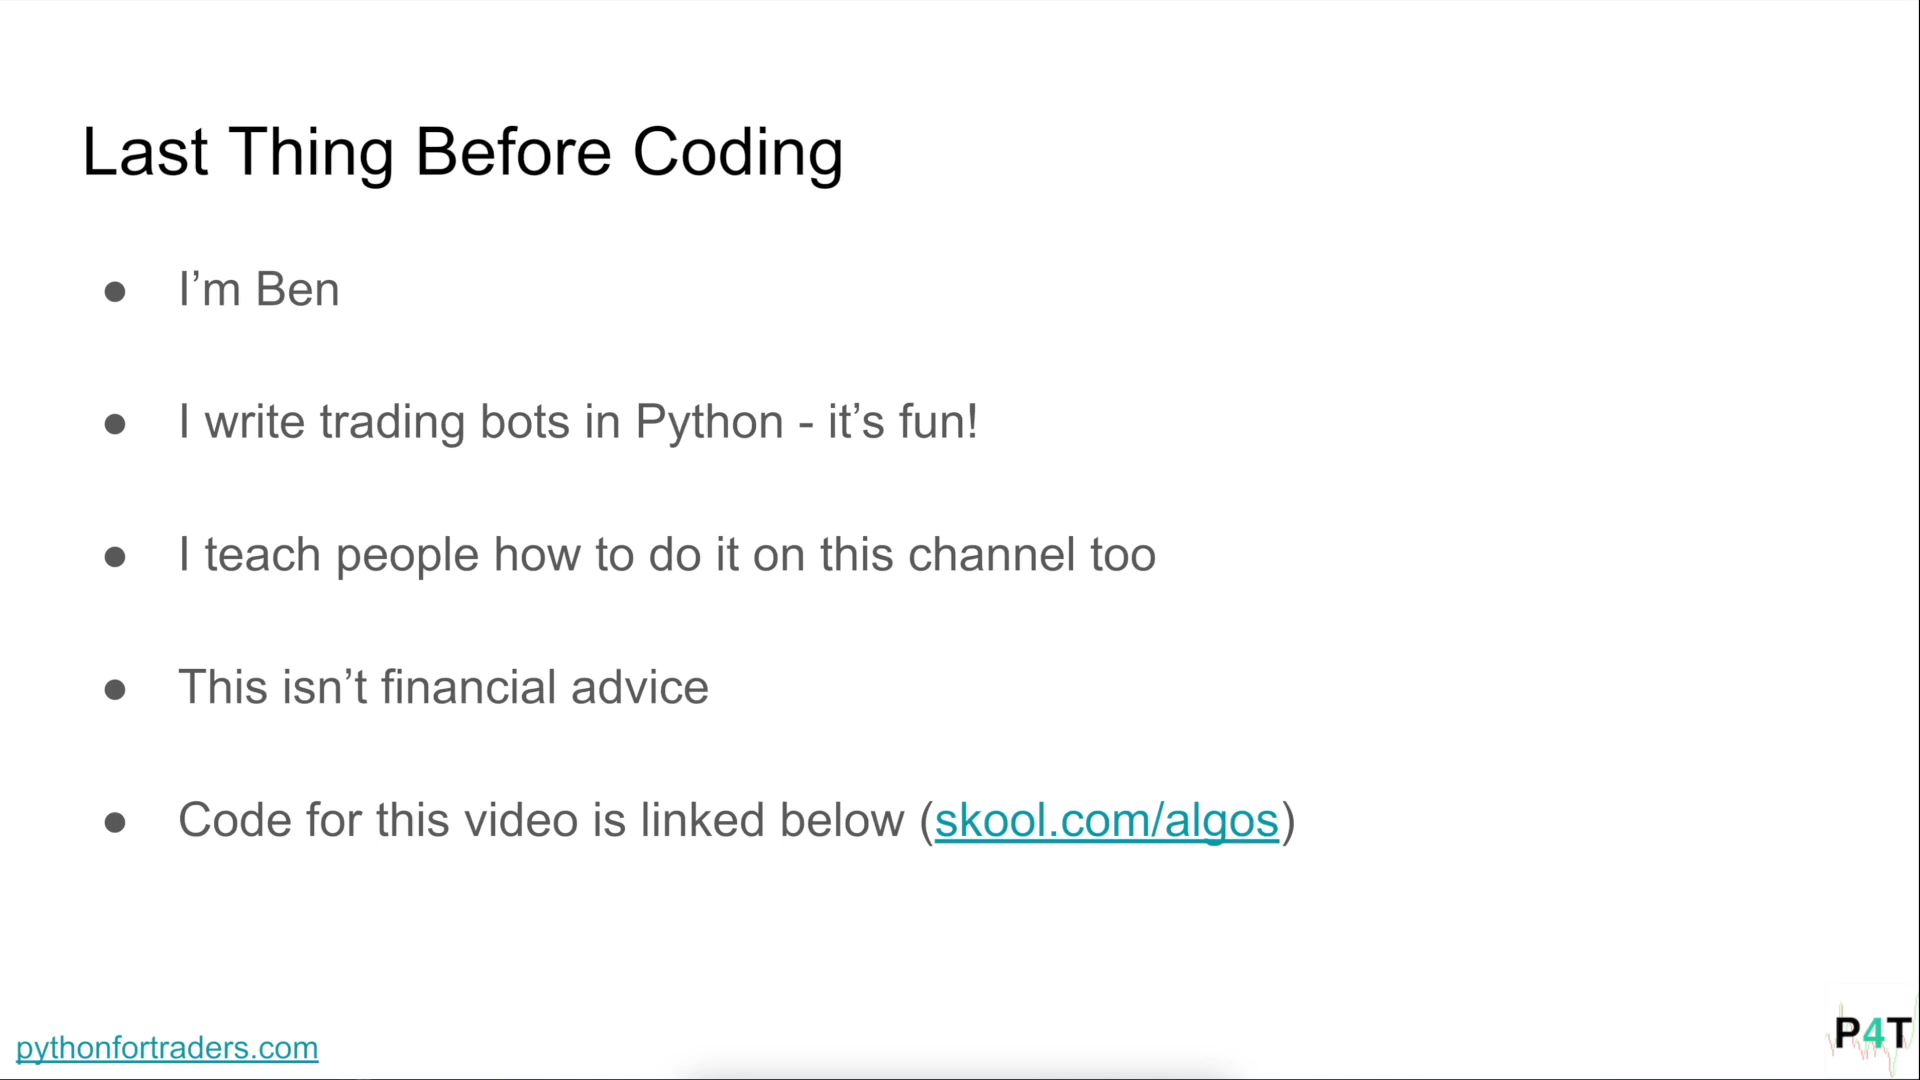 Last Thing Before Coding
● I’m Ben
● I write trading bots in Python - it’s fun!
● I teach people how to do it on this channel too
● This isn’t financial advice
● Code for this video is linked below (skool.com/algos)
pythonfortraders.com
P4T